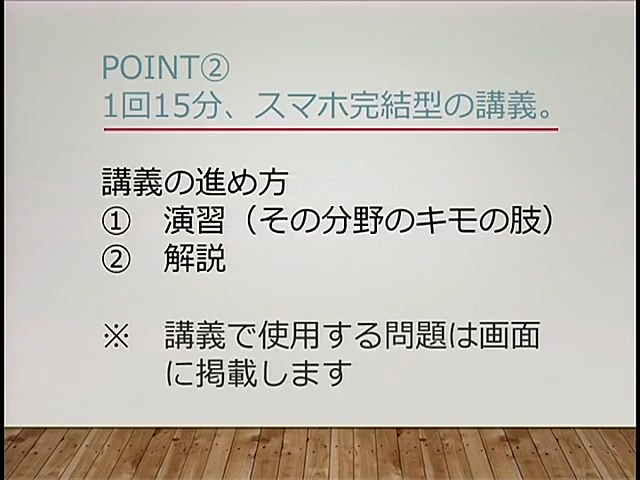 POINT②
1回15分、スマホ完結型の講義。
講義の進め方
①　演習（その分野のキモの肢）
②　解説
※　講義で使用する問題は画面
に掲載します